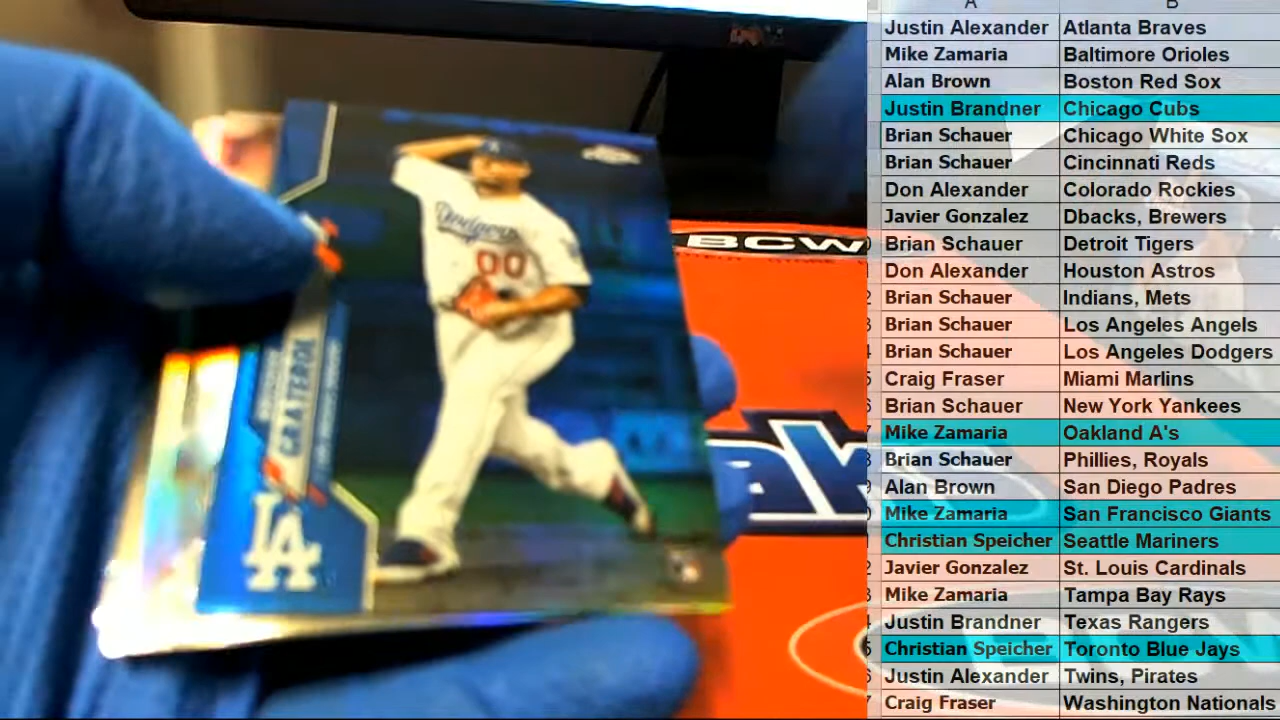 A B
Justin Alexander Atlanta Braves
Mike Zamaria Baltimore Orioles
Alan Brown Boston Red Sox
Justin Brandner Chicago Cubs
Brian Schauer Chicago White Sox
Brian Schauer Cincinnati Reds
Don Alexander Colorado Rockies
Javier Gonzalez Dbacks, Brewers
Brian Schauer Detroit Tigers
Don Alexander Houston Astros
Brian Schauer Indians, Mets
Brian Schauer Los Angeles Angels
Brian Schauer Los Angeles Dodgers
Craig Fraser Miami Marlins
Brian Schauer New York Yankees
Mike Zamaria Oakland A's
Brian Schauer Phillies, Royals
Alan Brown San Diego Padres
Mike Zamaria San Francisco Giants
Christian Speicher Seattle Mariners
Javier Gonzalez St. Louis Cardinals
Mike Zamaria Tampa Bay Rays
Justin Brandner Texas Rangers
Christian Speicher Toronto Blue Jays
Justin Alexander Twins, Pirates
Craig Fraser Washington Nationals
Dodgers
00
GRATEROL
LA
BCW